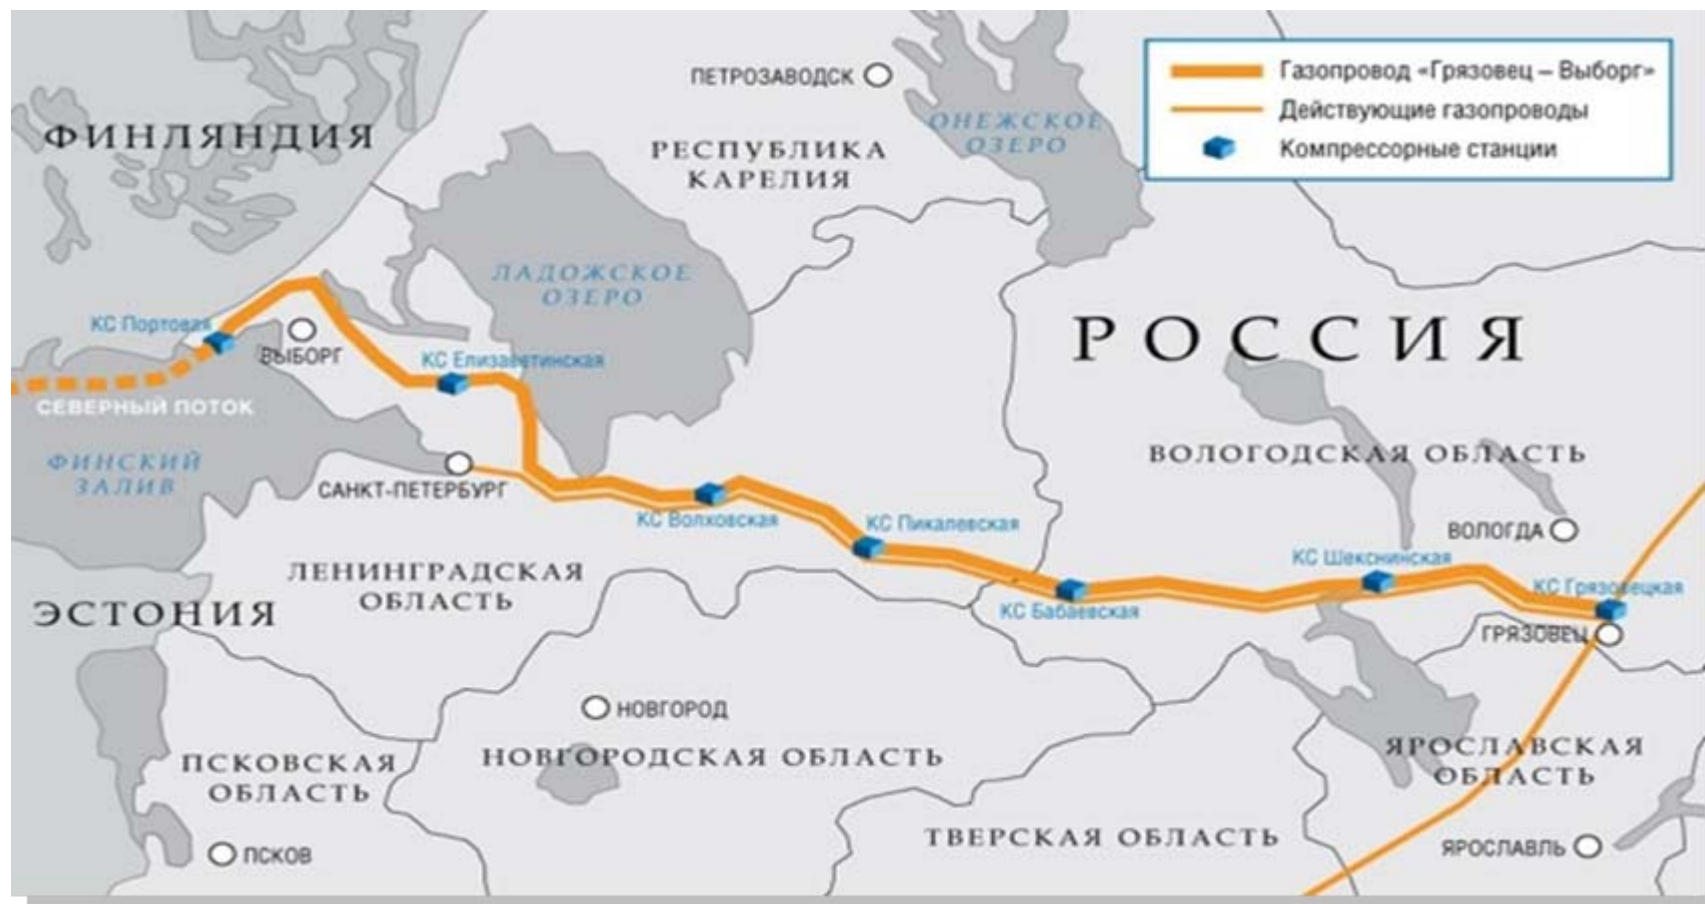 ПЕТРОЗАВОДСК
Газопровод «Грязовец – Выборг»
Действующие газопроводы
Компрессорные станции
ФИНЛЯНДИЯ
РЕСПУБЛИКА
КАРЕЛИЯ
ОНЕЖСКОЕ
ОЗЕРО
ЛАДОЖСКОЕ
ОЗЕРО
КС Портовая
ВЫБОРГ
КС Елизаветинская
РОССИЯ
СЕВЕРНЫЙ ПОТОК
ФИНСКИЙ
ЗАЛИВ
САНКТ-ПЕТЕРБУРГ
ВОЛОГОДСКАЯ ОБЛАСТЬ
КС Волховская
КС Пикалевская
ВОЛОГДА
КС Шекснинская
ЛЕНИНГРАДСКАЯ
ОБЛАСТЬ
КС Бабаевская
КС Грязовецкая
ГРЯЗОВЕЦ
ЭСТОНИЯ
НОВГОРОД
НОВГОРОДСКАЯ ОБЛАСТЬ
ПСКОВСКАЯ
ОБЛАСТЬ
ЯРОСЛАВСКАЯ
ОБЛАСТЬ
ТВЕРСКАЯ ОБЛАСТЬ
ПСКОВ
ЯРОСЛАВЛЬ